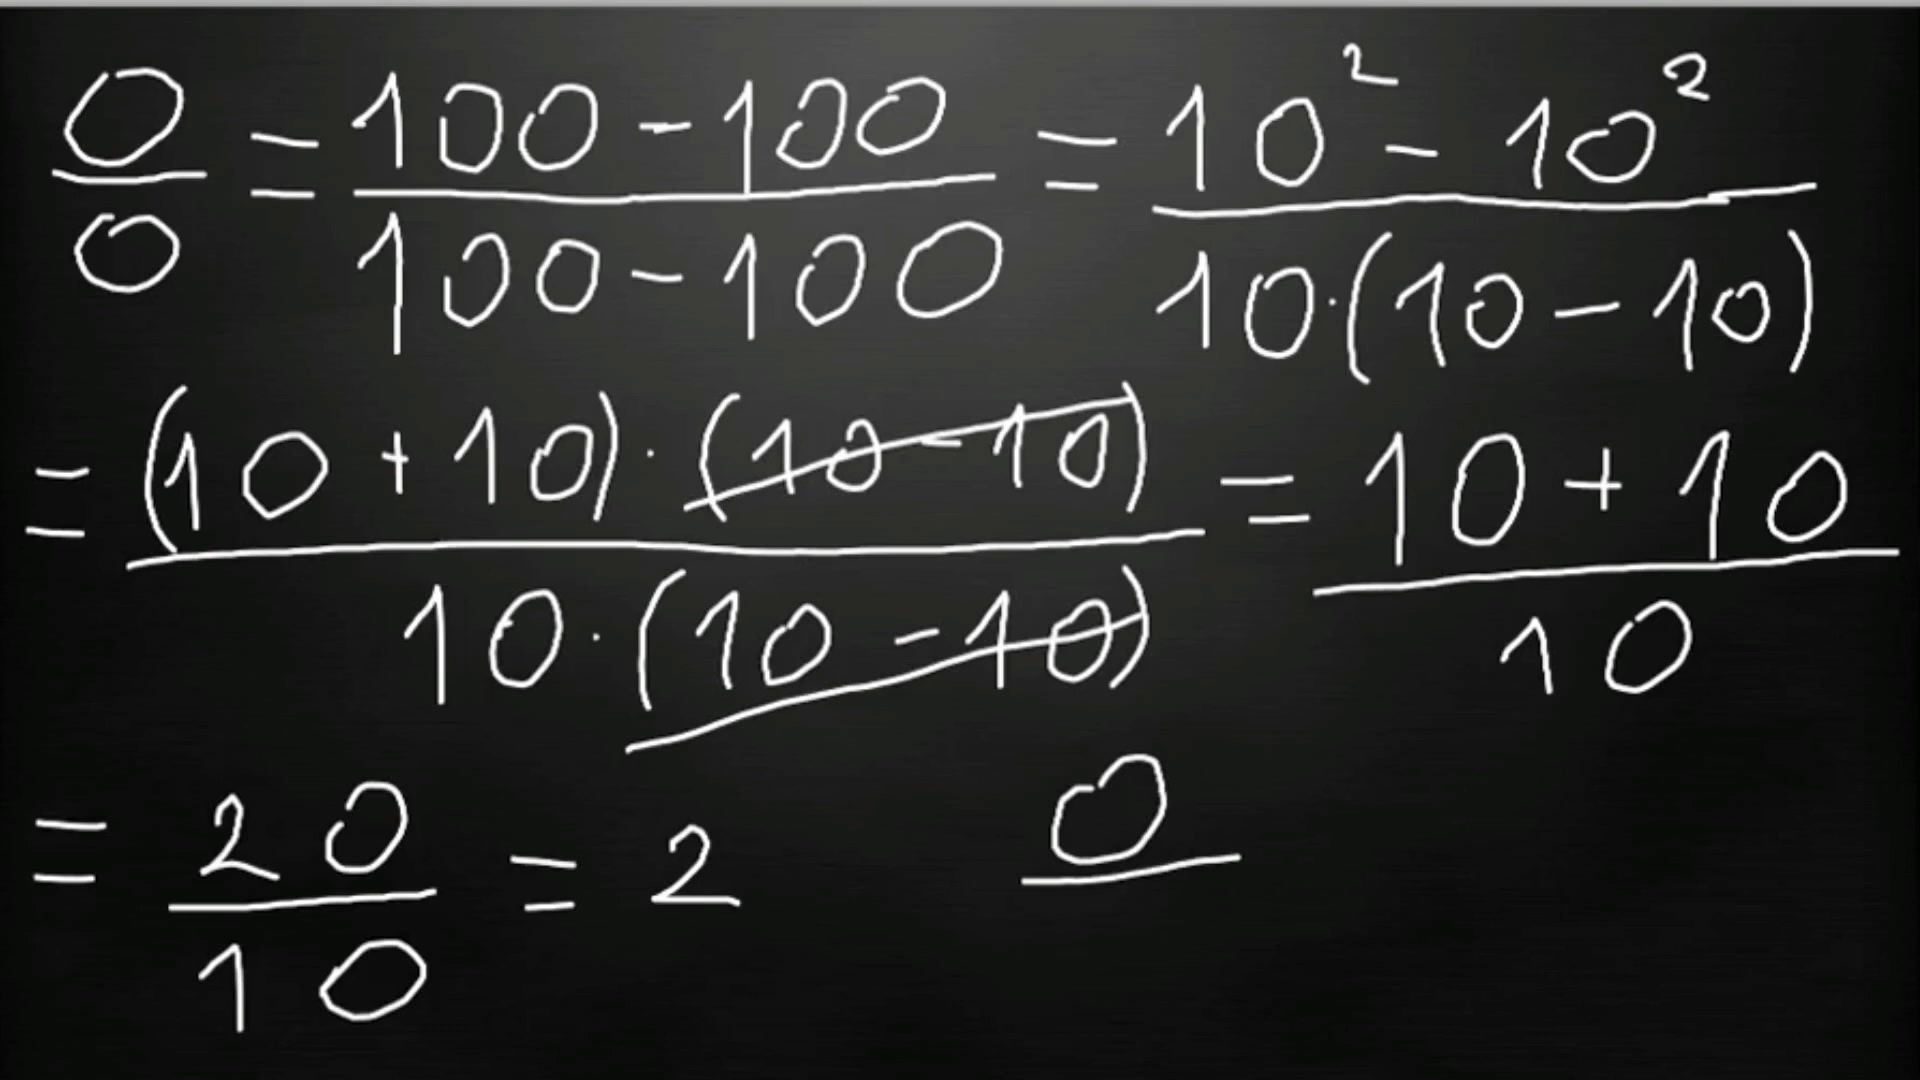 0/0 = (100-100)/(100-100) = (10² - 10²)/(10·(10-10))
= ((10+10)·(10-10))/(10·(10-10)) = (10+10)/10
= 20/10 = 2 0/